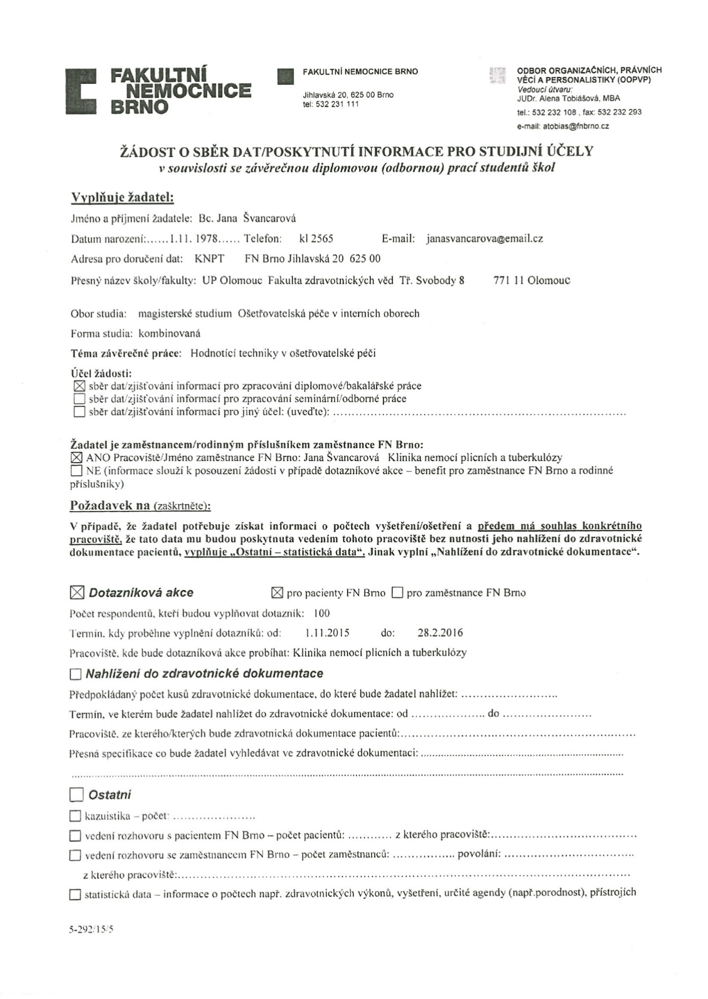 FAKULTNÍ
NEMOCNICE
BRNO
FAKULTNÍ NEMOCNICE BRNO
Jihlavská 20, 625 00 Brno
tel: 532 231 111
ODBOR ORGANIZAČNÍCH, PRÁVNÍCH
VĚCÍ A PERSONALISTIKY (OOPVP)
Vedoucí útvaru:
JUDr. Alena Tobiášová, MBA
tel.: 532 232 108 , fax: 532 232 293
e-mail: atobias@fnbrno.cz
ŽÁDOST O SBĚR DAT/POSKYTNUTÍ INFORMACE PRO STUDIJNÍ ÚČELY
v souvislosti se závěrečnou diplomovou (odbornou) prací studentů škol
Vyplňuje žadatel:
Jméno a příjmení žadatele: Bc. Jana Švancarová
Datum narození:......1.11. 1978...... Telefon: kl 2565 E-mail: janasvancarova@email.cz
Adresa pro doručení dat: KNPT FN Brno Jihlavská 20 625 00
Přesný název školy/fakulty: UP Olomouc Fakulta zdravotnických věd Tř. Svobody 8 771 11 Olomouc
Obor studia: magisterské studium Ošetřovatelská péče v interních oborech
Forma studia: kombinovaná
Téma závěrečné práce: Hodnotící techniky v ošetřovatelské péči
Účel žádosti:
☒ sběr dat/zjišťování informací pro zpracování diplomové/bakalářské práce
☐ sběr dat/zjišťování informací pro zpracování seminární/odborné práce
☐ sběr dat/zjišťování informací pro jiný účel: (uveďte): ..............................................................................
Žadatel je zaměstnancem/rodinným příslušníkem zaměstnance FN Brno:
☒ ANO Pracoviště/Jméno zaměstnance FN Brno: Jana Švancarová Klinika nemocí plicních a tuberkulózy
☐ NE (informace slouží k posouzení žádosti v případě dotazníkové akce – benefit pro zaměstnance FN Brno a rodinné
příslušníky)
Požadavek na (zaškrtněte):
V případě, že žadatel potřebuje získat informaci o počtech vyšetření/ošetření a předem má souhlas konkrétního
pracoviště, že tato data mu budou poskytnuta vedením tohoto pracoviště bez nutnosti jeho nahlížení do zdravotnické
dokumentace pacientů, vyplňuje „Ostatní – statistická data“. Jinak vyplní „Nahlížení do zdravotnické dokumentace“.
☒ Dotazníková akce ☒ pro pacienty FN Brno ☐ pro zaměstnance FN Brno
Počet respondentů, kteří budou vyplňovat dotazník: 100
Termín, kdy proběhne vyplnění dotazníků: od: 1.11.2015 do: 28.2.2016
Pracoviště, kde bude dotazníková akce probíhat: Klinika nemocí plicních a tuberkulózy
☐ Nahlížení do zdravotnické dokumentace
Předpokládaný počet kusů zdravotnické dokumentace, do které bude žadatel nahlížet: ..........................
Termín, ve kterém bude žadatel nahlížet do zdravotnické dokumentace: od .................... do ........................
Pracoviště, ze kterého/kterých bude zdravotnická dokumentace pacientů:...............................................................
Přesná specifikace co bude žadatel vyhledávat ve zdravotnické dokumentaci: .......................................................
......................................................................................................................................................
☐ Ostatní
☐ kazuistika – počet: ......................
☐ vedení rozhovoru s pacientem FN Brno – počet pacientů: ............ z kterého pracoviště:.......................................
☐ vedení rozhovoru se zaměstnancem FN Brno – počet zaměstnanců: ................. povolání: ...................................
z kterého pracoviště:..........................................................................................................................
☐ statistická data – informace o počtech např. zdravotnických výkonů, vyšetření, určité agendy (např.porodnost), přístrojích
5-292/15/5